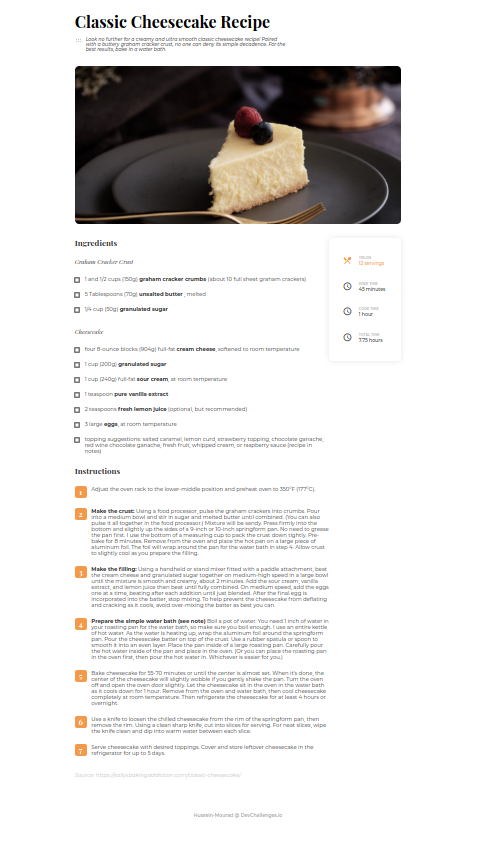 Classic Cheesecake Recipe
Look no further for a creamy and ultra smooth classic cheesecake recipe! Paired
with a buttery graham cracker crust, no one can deny its simple decadence. For the
best results, bake in a water bath.
Ingredients
Graham Cracker Crust
1 and 1/2 cups (150g) graham cracker crumbs (about 10 full sheet graham crackers)
5 Tablespoons (70g) unsalted butter , melted
1/4 cup (50g) granulated sugar
Cheesecake
four 8-ounce blocks (904g) full-fat cream cheese, softened to room temperature
1 cup (200g) granulated sugar
1 cup (240g) full-fat sour cream, at room temperature
1 teaspoon pure vanilla extract
2 teaspoons fresh lemon juice (optional, but recommended)
3 large eggs, at room temperature
topping suggestions: salted caramel, lemon curd, strawberry topping, chocolate ganache,
red wine chocolate ganache, fresh fruit, whipped cream, or raspberry sauce (recipe in
notes)
YIELDS
12 servings
PREP TIME
45 minutes
COOK TIME
1 hour
TOTAL TIME
7.75 hours
Instructions
1 Adjust the oven rack to the lower-middle position and preheat oven to 350°F (177°C).
2 Make the crust: Using a food processor, pulse the graham crackers into crumbs. Pour
into a medium bowl and stir in sugar and melted butter until combined. (You can also
pulse it all together in the food processor.) Mixture will be sandy. Press firmly into the
bottom and slightly up the sides of a 9-inch or 10-inch springform pan. No need to grease
the pan first. I use the bottom of a measuring cup to pack the crust down tightly. Pre-
bake for 8 minutes. Remove from the oven and place the hot pan on a large piece of
aluminum foil. The foil will wrap around the pan for the water bath in step 4. Allow crust
to slightly cool as you prepare the filling.
3 Make the filling: Using a handheld or stand mixer fitted with a paddle attachment, beat
the cream cheese and granulated sugar together on medium-high speed in a large bowl
until the mixture is smooth and creamy, about 2 minutes. Add the sour cream, vanilla
extract, and lemon juice then beat until fully combined. On medium speed, add the eggs
one at a time, beating after each addition until just blended. After the final egg is
incorporated into the batter, stop mixing. To help prevent the cheesecake from deflating
and cracking as it cools, avoid over-mixing the batter as best you can.
4 Prepare the simple water bath (see note) Boil a pot of water. You need 1 inch of water in
your roasting pan for the water bath, so make sure you boil enough. I use an entire kettle
of hot water. As the water is heating up, wrap the aluminum foil around the springform
pan. Pour the cheesecake batter on top of the crust. Use a rubber spatula or spoon to
smooth it into an even layer. Place the pan inside of a large roasting pan. Carefully pour
the hot water inside of the pan and place in the oven. (Or you can place the roasting pan
in the oven first, then pour the hot water in. Whichever is easier for you.)
5 Bake cheesecake for 55-70 minutes or until the center is almost set. When it's done, the
center of the cheesecake will slightly wobble if you gently shake the pan. Turn the oven
off and open the oven door slightly. Let the cheesecake sit in the oven in the water bath
as it cools down for 1 hour. Remove from the oven and water bath, then cool cheesecake
completely at room temperature. Then refrigerate the cheesecake for at least 4 hours or
overnight.
6 Use a knife to loosen the chilled cheesecake from the rim of the springform pan, then
remove the rim. Using a clean sharp knife, cut into slices for serving. For neat slices, wipe
the knife clean and dip into warm water between each slice.
7 Serve cheesecake with desired toppings. Cover and store leftover cheesecake in the
refrigerator for up to 5 days.
Source: https://sallysbakingaddiction.com/classic-cheesecake/
Hussein-Mourad @ DevChallenges.io